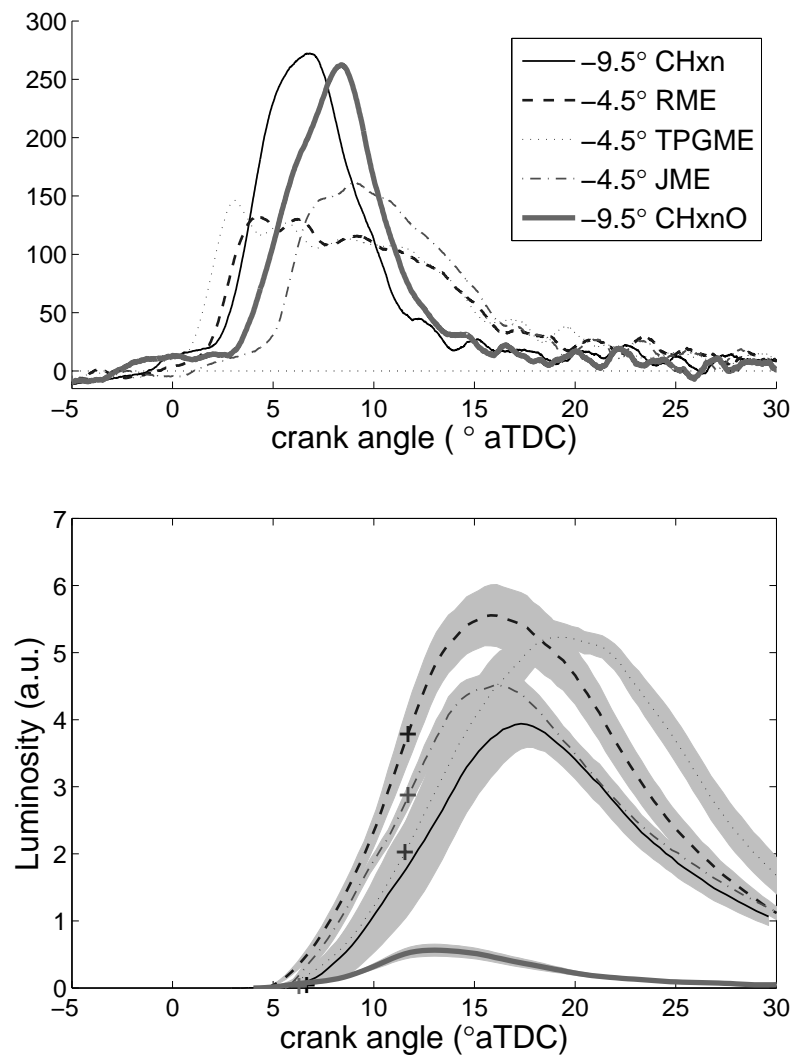 300
250
200
150
100
50
0
−5 0 5 10 15 20 25 30
crank angle ( ° aTDC)
−9.5° CHxn
−4.5° RME
−4.5° TPGME
−4.5° JME
−9.5° CHxnO
7
6
5
4
3
2
1
0
Luminosity (a.u.)
−5 0 5 10 15 20 25 30
crank angle (°aTDC)